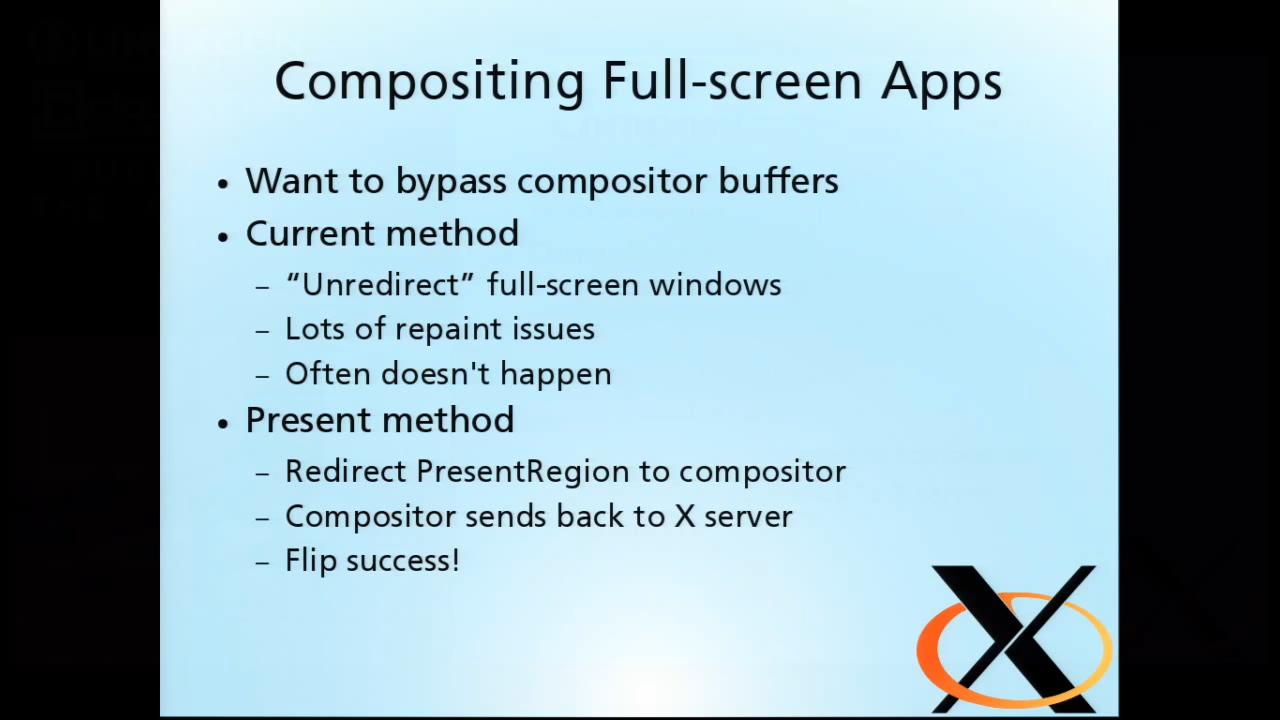 Compositing Full-screen Apps
• Want to bypass compositor buffers
• Current method
– “Unredirect” full-screen windows
– Lots of repaint issues
– Often doesn't happen
• Present method
– Redirect PresentRegion to compositor
– Compositor sends back to X server
– Flip success!